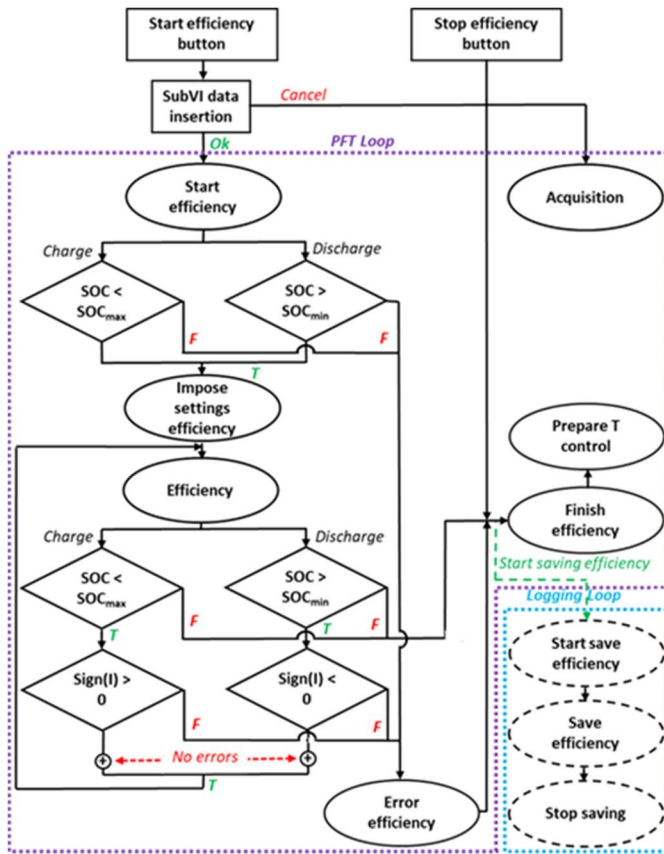 Start efficiency
button
Stop efficiency
button
SubVI data
insertion
Cancel
Ok
PFT Loop
Start
efficiency
Acquisition
Charge
Discharge
SOC <
SOCmax
SOC >
SOCmin
F
F
T
Impose
settings
efficiency
Prepare T
control
Efficiency
Finish
efficiency
Charge
Discharge
Start saving efficiency
SOC <
SOCmax
SOC >
SOCmin
Logging Loop
T
F
T
F
Start save
efficiency
Sign(I) >
0
Sign(I) <
0
F
F
Save
efficiency
No errors
T
Error
efficiency
Stop saving